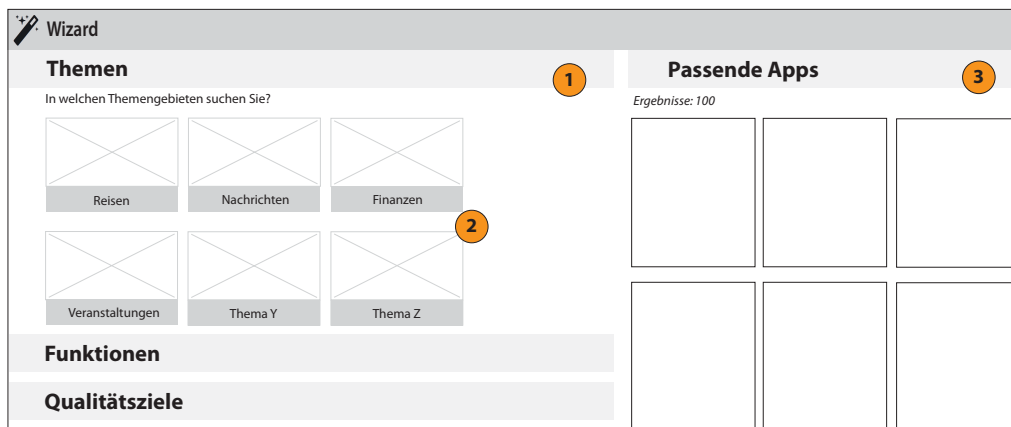 Wizard
Themen
1
In welchen Themengebieten suchen Sie?
Reisen
Nachrichten
Finanzen
2
Veranstaltungen
Thema Y
Thema Z
Funktionen
Qualitätsziele
Passende Apps
3
Ergebnisse: 100